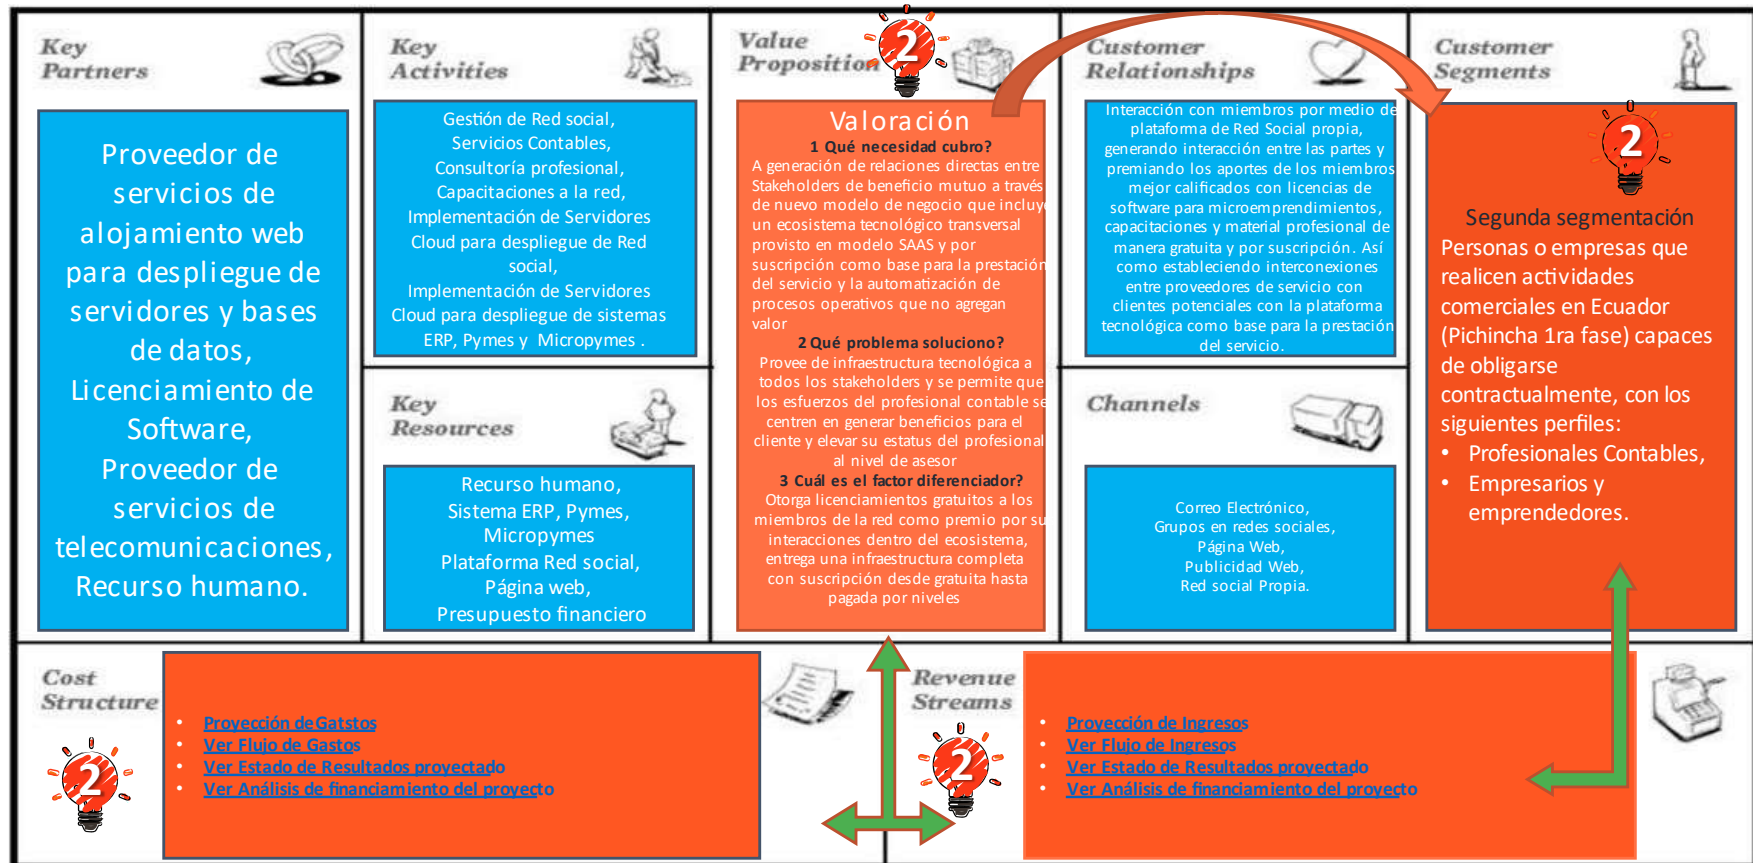 Key
Partners
Proveedor de
servicios de
alojamiento web
para despliegue de
servidores y bases
de datos,
Licenciamiento de
Software,
Proveedor de
servicios de
telecomunicaciones,
Recurso humano.
Key
Activities
Gestión de Red social,
Servicios Contables,
Consultoría profesional,
Capacitaciones a la red,
Implementación de Servidores
Cloud para despliegue de Red
social,
Implementación de Servidores
Cloud para despliegue de sistemas
ERP, Pymes y Micropymes .
Key
Resources
Recurso humano,
Sistema ERP, Pymes,
Micropymes
Plataforma Red social,
Página web,
Presupuesto financiero
Value
Proposition
2
Valoración
1 Qué necesidad cubro?
A generación de relaciones directas entre
Stakeholders de beneficio mutuo a través
de nuevo modelo de negocio que incluye
un ecosistema tecnológico transversal
provisto en modelo SAAS y por
suscripción como base para la prestación
del servicio y la automatización de
procesos operativos que no agregan
valor
2 Qué problema soluciono?
Provee de infraestructura tecnológica a
todos los stakeholders y se permite que
los esfuerzos del profesional contable se
centren en generar beneficios para el
cliente y elevar su estatus del profesional
al nivel de asesor
3 Cuál es el factor diferenciador?
Otorga licenciamientos gratuitos a los
miembros de la red como premio por su
interacciones dentro del ecosistema,
entrega una infraestructura completa
con suscripción desde gratuita hasta
pagada por niveles
Customer
Relationships
Interacción con miembros por medio de
plataforma de Red Social propia,
generando interacción entre las partes y
premiando los aportes de los miembros
mejor calificados con licencias de
software para microemprendimientos,
capacitaciones y material profesional de
manera gratuita y por suscripción. Así
como estableciendo interconexiones
entre proveedores de servicio con
clientes potenciales con la plataforma
tecnológica como base para la prestación
del servicio.
Channels
Correo Electrónico,
Grupos en redes sociales,
Página Web,
Publicidad Web,
Red social Propia.
Customer
Segments
2
Segunda segmentación
Personas o empresas que
realicen actividades
comerciales en Ecuador
(Pichincha 1ra fase) capaces
de obligarse
contractualmente, con los
siguientes perfiles:
• Profesionales Contables,
• Empresarios y
emprendedores.
Cost
Structure
2
• Proyección de Gatstos
• Ver Flujo de Gastos
• Ver Estado de Resultados proyectado
• Ver Análisis de financiamiento del proyecto
Revenue
Streams
2
• Proyección de Ingresos
• Ver Flujo de Ingresos
• Ver Estado de Resultados proyectado
• Ver Análisis de financiamiento del proyecto